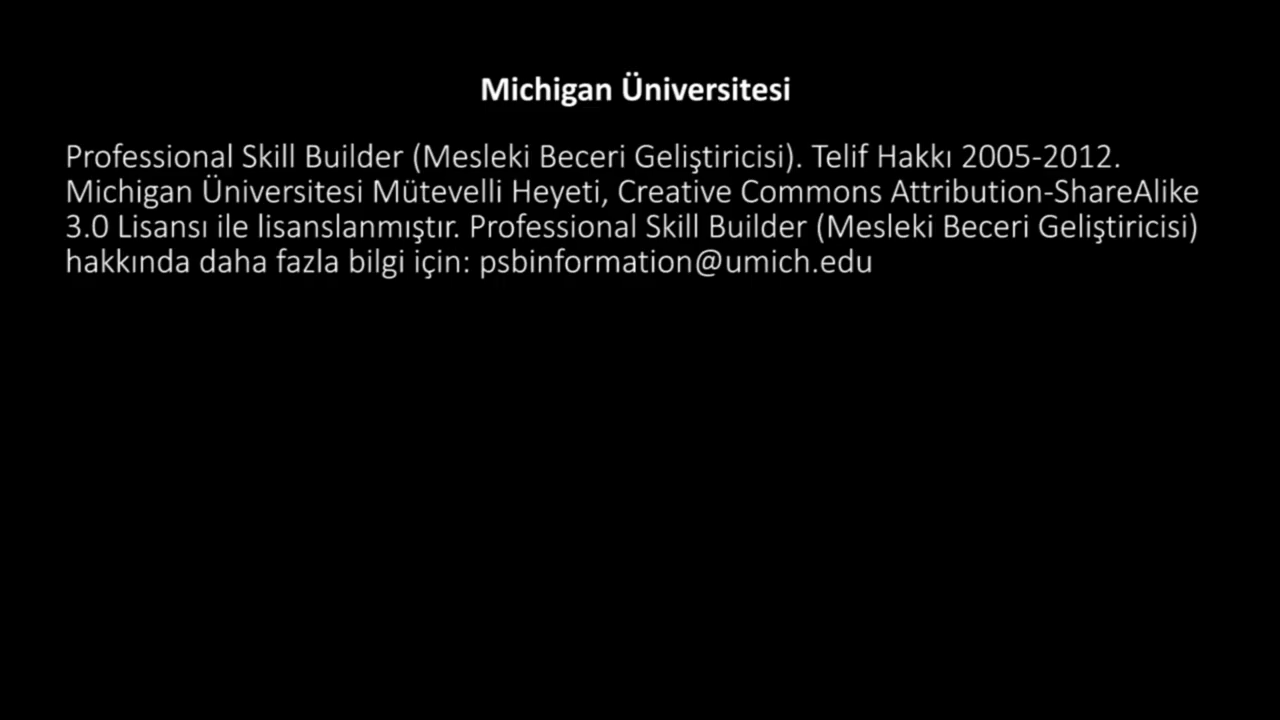 Michigan Üniversitesi
Professional Skill Builder (Mesleki Beceri Geliştiricisi). Telif Hakkı 2005-2012.
Michigan Üniversitesi Mütevelli Heyeti, Creative Commons Attribution-ShareAlike
3.0 Lisansı ile lisanslanmıştır. Professional Skill Builder (Mesleki Beceri Geliştiricisi)
hakkında daha fazla bilgi için: psbinformation@umich.edu